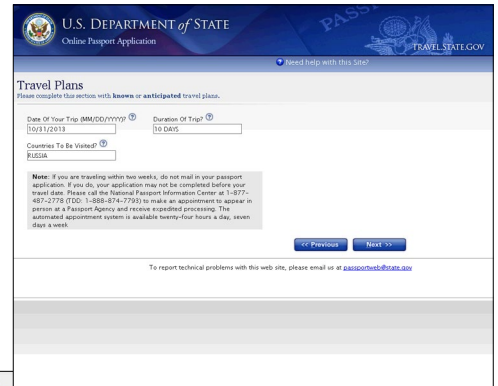 U.S. DEPARTMENT of STATE
Online Passport Application
PASS
TRAVEL.STATE.GOV
? Need help with this Site?
Travel Plans
Please complete this section with known or anticipated travel plans.
Date Of Your Trip (MM/DD/YYYY)? ? Duration Of Trip? ?
10/31/2013 10 DAYS
Countries To Be Visited? ?
RUSSIA
Note: If you are traveling within two weeks, do not mail in your passport
application. If you do, your application may not be completed before your
travel date. Please call the National Passport Information Center at 1-877-
487-2778 (TDD: 1-888-874-7793) to make an appointment to appear in
person at a Passport Agency and receive expedited processing. The
automated appointment system is available twenty-four hours a day, seven
days a week
<< Previous Next >>
To report technical problems with this web site, please email us at passportweb@state.gov